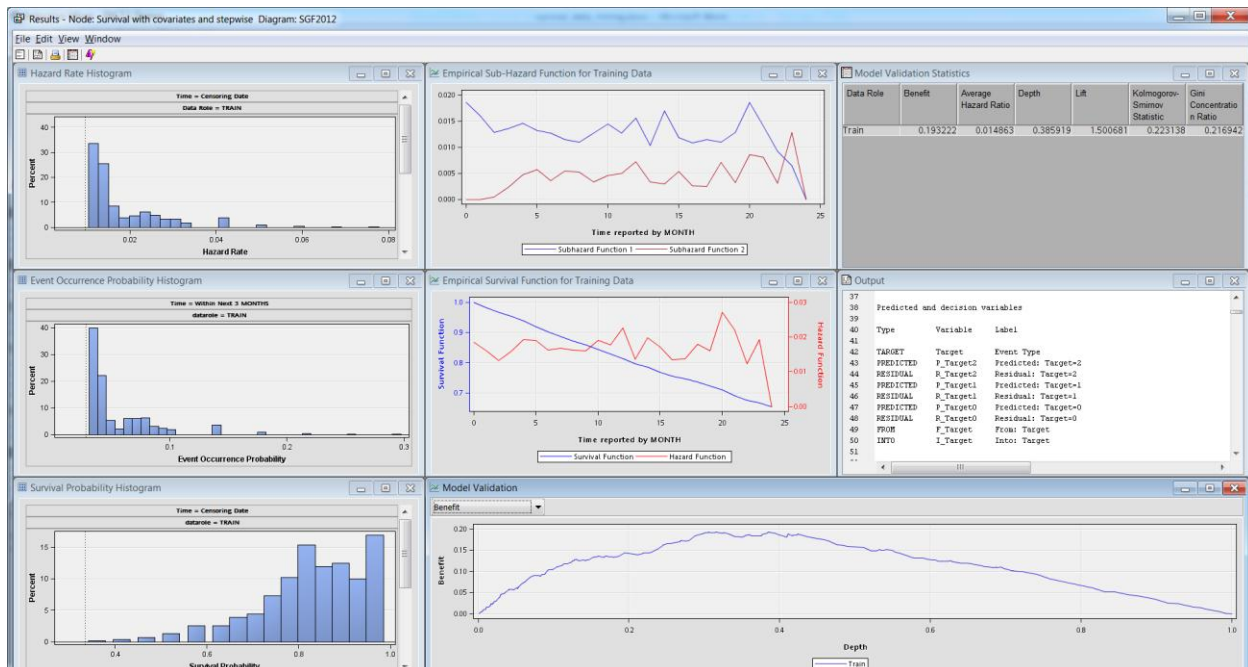 Results - Node: Survival with covariates and stepwise Diagram: SGF2012
File Edit View Window
Hazard Rate Histogram
Time = Censoring Date
Data Role = TRAIN
Percent
40
30
20
10
0
0.02
0.04
0.06
0.08
Hazard Rate
Empirical Sub-Hazard Function for Training Data
0.020
0.015
0.010
0.005
0.000
0
5
10
15
20
25
Time reported by MONTH
Subhazard Function 1
Subhazard Function 2
Model Validation Statistics
Data Role Benefit Average Hazard Ratio Depth Lift Kolmogorov-Smirnov Statistic Gini Concentration Ratio
Train 0.193222 0.014863 0.385919 1.500681 0.223138 0.216942
Event Occurrence Probability Histogram
Time = Within Next 3 MONTHS
datarole = TRAIN
Percent
40
30
20
10
0
0.1
0.2
0.3
Event Occurrence Probability
Empirical Survival Function for Training Data
Survival Function
1.0
0.9
0.8
0.7
0
5
10
15
20
25
Hazard Function
0.03
0.02
0.01
0.00
Time reported by MONTH
Survival Function
Hazard Function
Output
37
38 Predicted and decision variables
39
40 Type Variable Label
41
42 TARGET Target Event Type
43 PREDICTED P_Target2 Predicted: Target=2
44 RESIDUAL R_Target2 Residual: Target=2
45 PREDICTED P_Target1 Predicted: Target=1
46 RESIDUAL R_Target1 Residual: Target=1
47 PREDICTED P_Target0 Predicted: Target=0
48 RESIDUAL R_Target0 Residual: Target=0
49 FROM F_Target From: Target
50 INTO I_Target Into: Target
51
Survival Probability Histogram
Time = Censoring Date
datarole = TRAIN
Percent
15
10
5
0
0.4
0.6
0.8
1.0
Survival Probability
Model Validation
Benefit
Benefit
0.20
0.15
0.10
0.05
0.00
0.0
0.2
0.4
0.6
0.8
1.0
Depth
Train